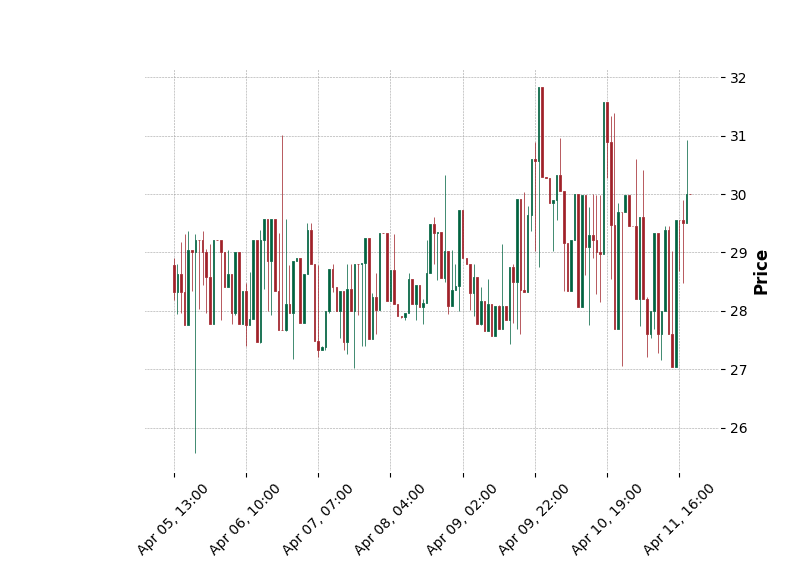 32
31
30
29
28
27
26
Price
Apr 05, 13:00
Apr 06, 10:00
Apr 07, 07:00
Apr 08, 04:00
Apr 09, 02:00
Apr 09, 22:00
Apr 10, 19:00
Apr 11, 16:00